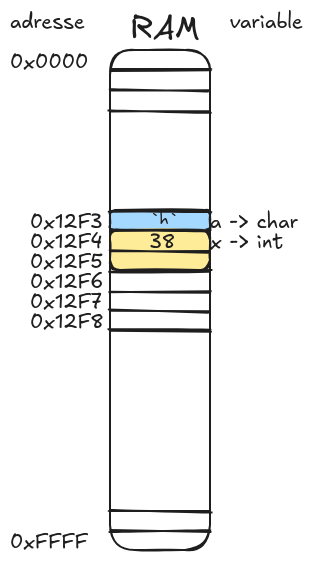 adresse RAM variable
0x0000
0x12F3 `h` a -> char
0x12F4 38 x -> int
0x12F5
0x12F6
0x12F7
0x12F8
0xFFFF